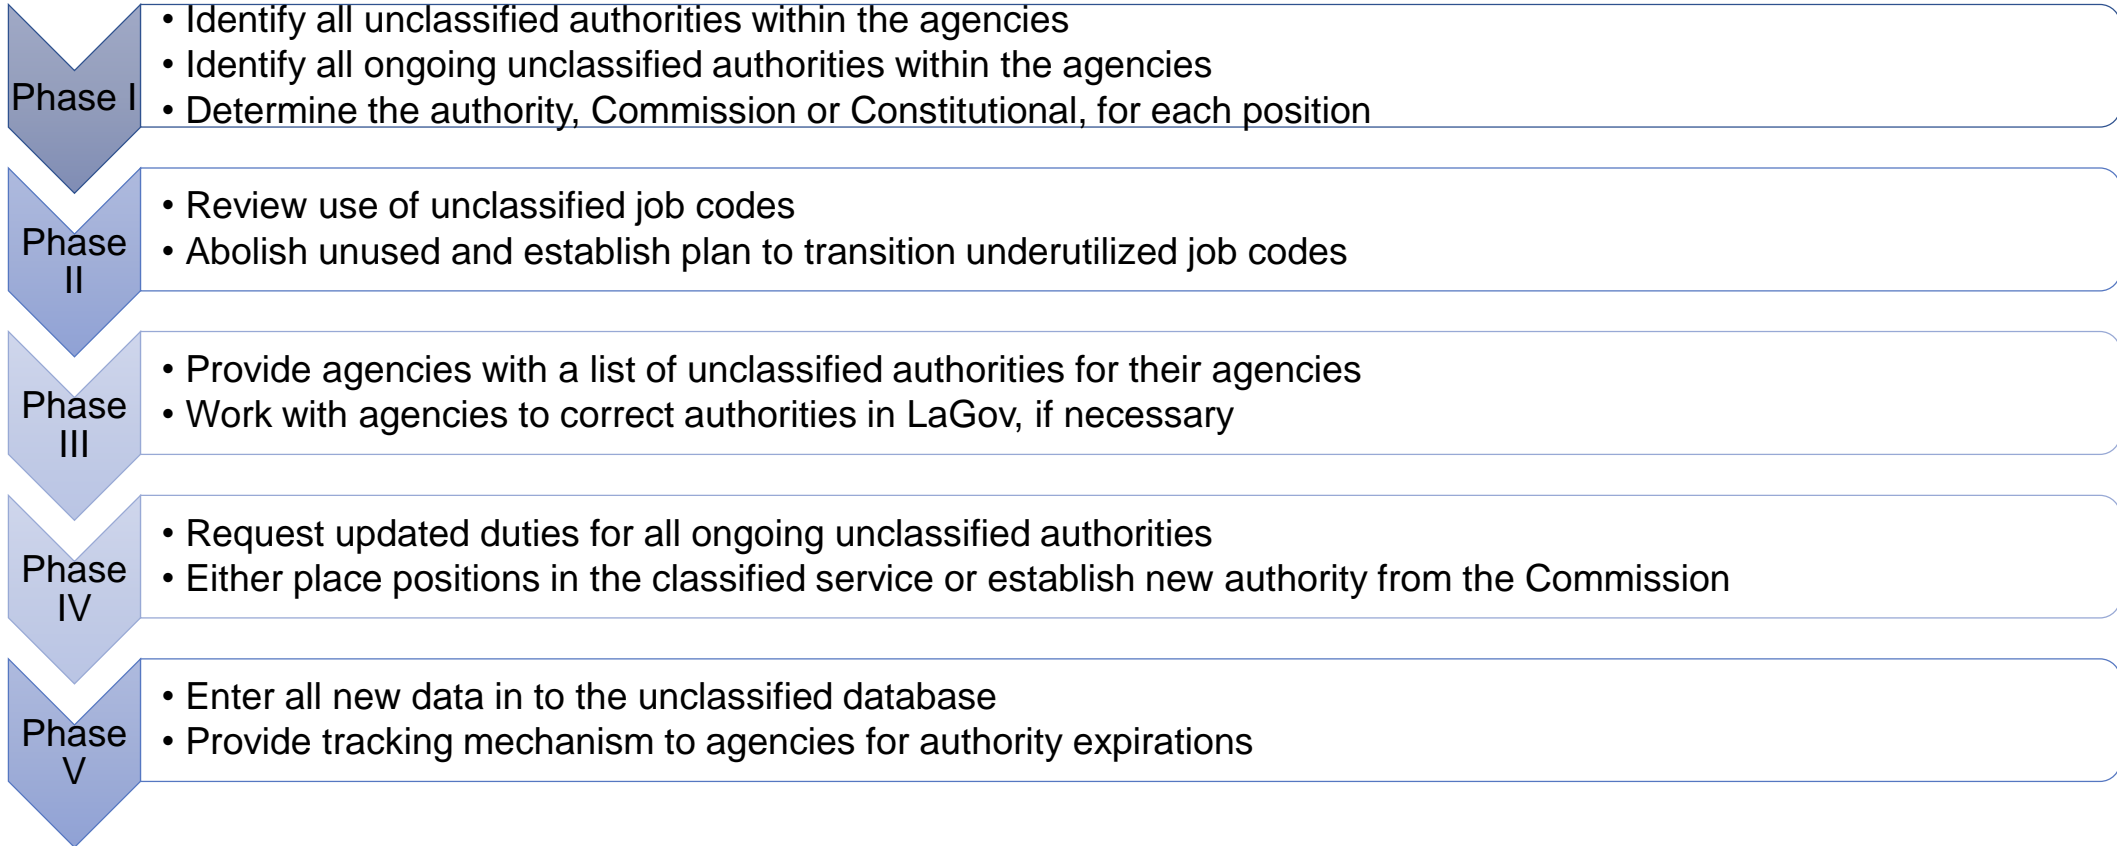 Phase I
• Identify all unclassified authorities within the agencies
• Identify all ongoing unclassified authorities within the agencies
• Determine the authority, Commission or Constitutional, for each position
Phase
II
• Review use of unclassified job codes
• Abolish unused and establish plan to transition underutilized job codes
Phase
III
• Provide agencies with a list of unclassified authorities for their agencies
• Work with agencies to correct authorities in LaGov, if necessary
Phase
IV
• Request updated duties for all ongoing unclassified authorities
• Either place positions in the classified service or establish new authority from the Commission
Phase
V
• Enter all new data in to the unclassified database
• Provide tracking mechanism to agencies for authority expirations